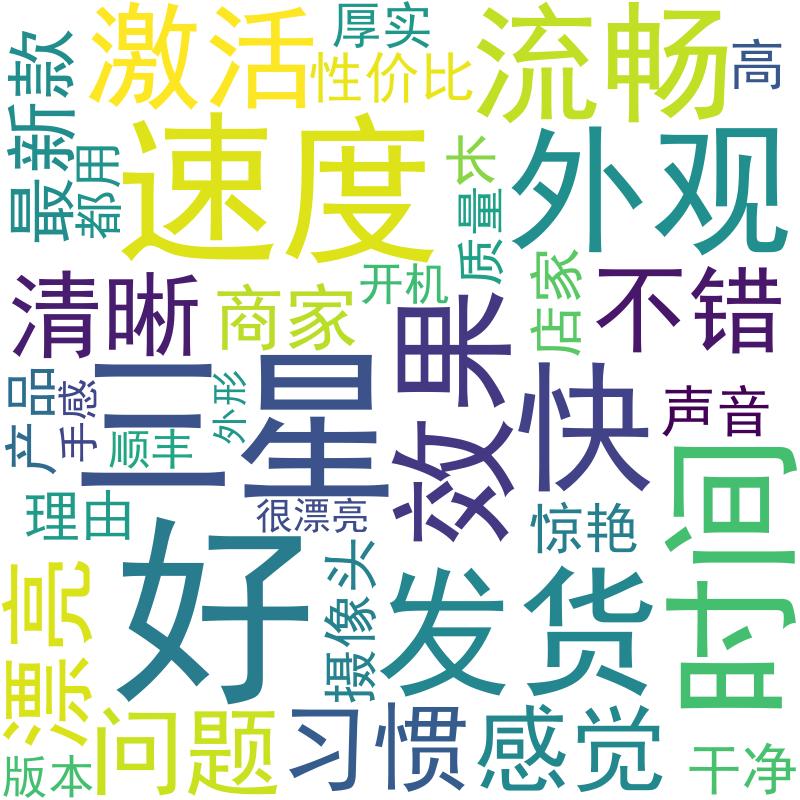 激活
厚实
流畅
高
最新款
性价比
都用
速度
长
外观
质量
清晰
商家
开机
店家
不错
三星
效果
快
产品
手感
外形
声音
顺丰
理由
很漂亮
惊艳
时间
好
摄像头
发货
漂亮
问题
习惯
感觉
版本
干净